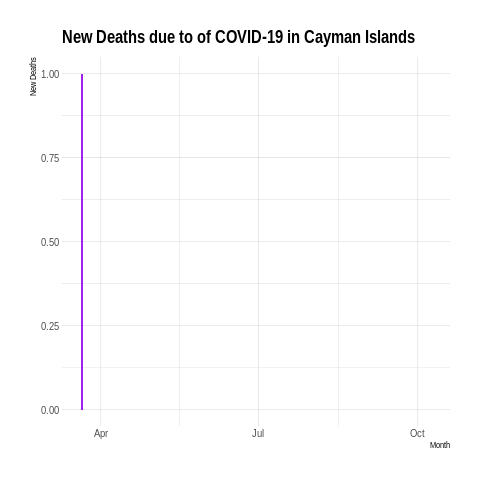 New Deaths due to of COVID-19 in Cayman Islands
New Deaths
1.00
0.75
0.50
0.25
0.00
Apr
Jul
Oct
Month